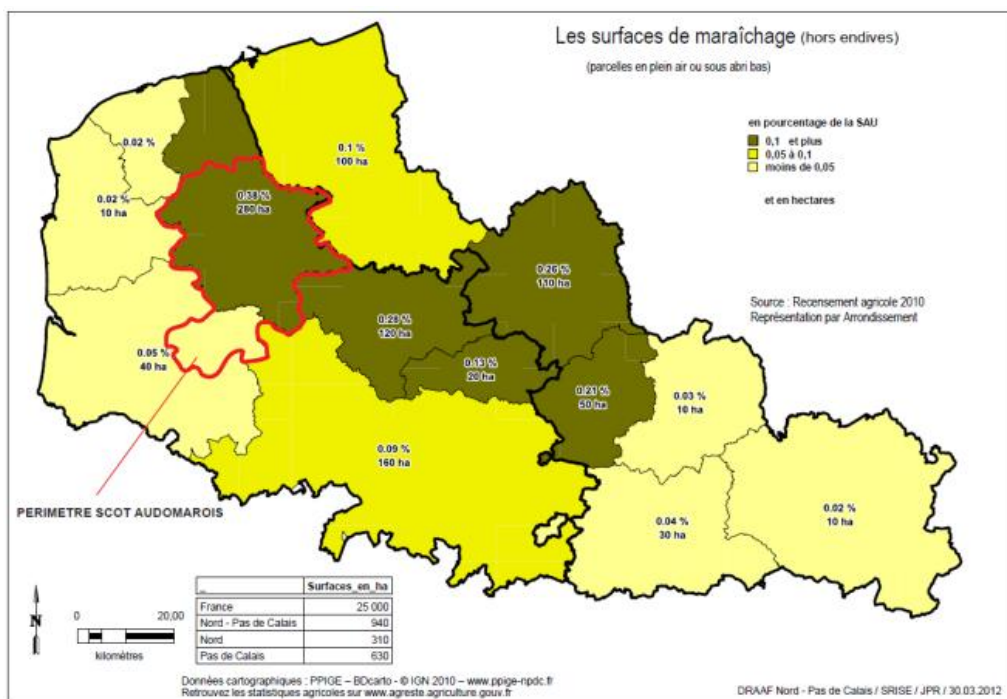 Les surfaces de maraîchage (hors endives)
(parcelles en plein air ou sous abri bas)
en pourcentage de la SAU
0,1 et plus
0,05 à 0,1
moins de 0,05
et en hectares
0.02 %
0.1 %
100 ha
0.02 %
10 ha
0.38 %
280 ha
0.26 %
110 ha
Source : Recensement agricole 2010
Représentation par Arrondissement
0.28 %
120 ha
0.05 %
40 ha
0.13 %
20 ha
0.21 %
50 ha
0.03 %
10 ha
0.09 %
160 ha
0.04 %
30 ha
0.02 %
10 ha
PERIMETRE SCOT AUDOMAROIS
N
0 20,00
kilomètres
_ Surfaces_en_ha
France 25 000
Nord - Pas de Calais 940
Nord 310
Pas de Calais 630
Données cartographiques : PPIGE – BDcarto - © IGN 2010 – www.ppige-npdc.fr
Retrouvez les statistiques agricoles sur www.agreste.agriculture.gouv.fr
DRAAF Nord - Pas de Calais / SRISE / JPR / 30.03.2012